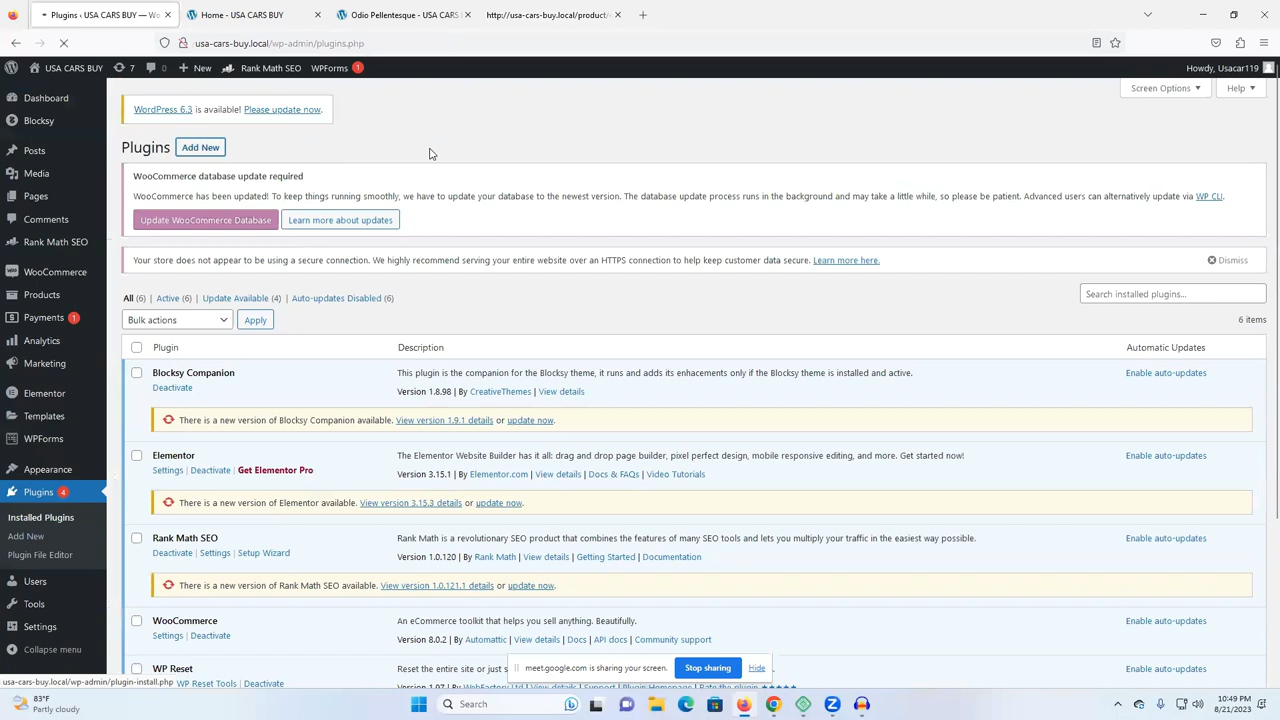 Plugins ‹ USA CARS BUY — Wo
Home - USA CARS BUY
Odio Pellentesque - USA CARS
http://usa-cars-buy.local/product/
usa-cars-buy.local/wp-admin/plugins.php
USA CARS BUY
7
0
New
Rank Math SEO
WPForms 1
Howdy, Usacar119
Screen Options
Help
Dashboard
Blocksy
Posts
Media
Pages
Comments
Rank Math SEO
WooCommerce
Products
Payments 1
Analytics
Marketing
Elementor
Templates
WPForms
Appearance
Plugins 4
Installed Plugins
Add New
Plugin File Editor
Users
Tools
Settings
Collapse menu
WordPress 6.3 is available! Please update now.
Plugins Add New
WooCommerce database update required
WooCommerce has been updated! To keep things running smoothly, we have to update your database to the newest version. The database update process runs in the background and may take a little while, so please be patient. Advanced users can alternatively update via WP CLI.
Update WooCommerce Database Learn more about updates
Your store does not appear to be using a secure connection. We highly recommend serving your entire website over an HTTPS connection to help keep customer data secure. Learn more here. Dismiss
All (6) | Active (6) | Update Available (4) | Auto-updates Disabled (6)
Search installed plugins...
Bulk actions Apply
6 items
Plugin Description Automatic Updates
Blocksy Companion This plugin is the companion for the Blocksy theme, it runs and adds its enhacements only if the Blocksy theme is installed and active. Enable auto-updates
Deactivate
Version 1.8.98 | By CreativeThemes | View details
There is a new version of Blocksy Companion available. View version 1.9.1 details or update now.
Elementor The Elementor Website Builder has it all: drag and drop page builder, pixel perfect design, mobile responsive editing, and more. Get started now! Enable auto-updates
Settings | Deactivate | Get Elementor Pro Version 3.15.1 | By Elementor.com | View details | Docs & FAQs | Video Tutorials
There is a new version of Elementor available. View version 3.15.3 details or update now.
Rank Math SEO Rank Math is a revolutionary SEO product that combines the features of many SEO tools and lets you multiply your traffic in the easiest way possible. Enable auto-updates
Deactivate | Settings | Setup Wizard Version 1.0.120 | By Rank Math | View details | Getting Started | Documentation
There is a new version of Rank Math SEO available. View version 1.0.121.1 details or update now.
WooCommerce An eCommerce toolkit that helps you sell anything. Beautifully. Enable auto-updates
Settings | Deactivate Version 8.0.2 | By Automattic | View details | Docs | API docs | Community support
WP Reset Reset the entire site or just s Enable auto-updates
WP Reset Tools | Deactivate Version 1.97 | By WebFactory Ltd | View details | Support | Plugin Homepage | Rate the plugin ★★★★★
meet.google.com is sharing your screen. Stop sharing Hide
usa-cars-buy.local/wp-admin/plugin-install.php
83°F
Partly cloudy
Search
10:49 PM
8/21/2023